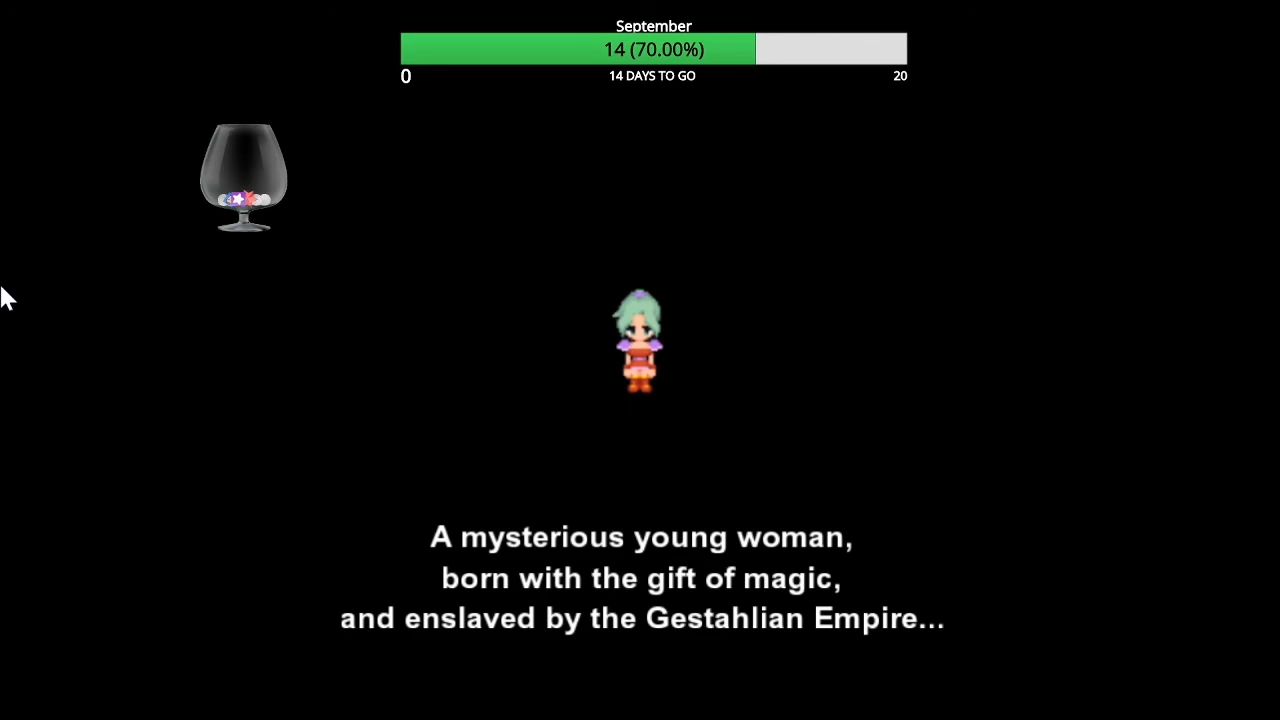 September
14 (70.00%)
0 14 DAYS TO GO 20
A mysterious young woman,
born with the gift of magic,
and enslaved by the Gestahlian Empire...